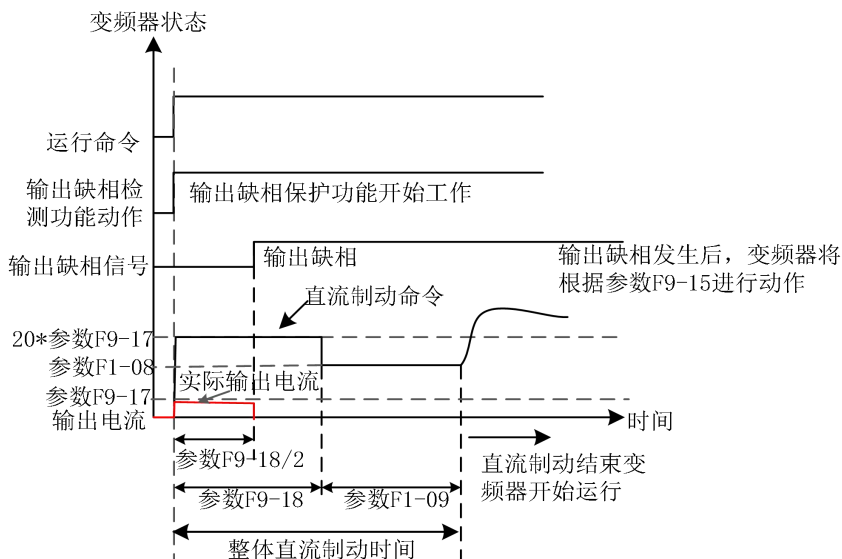 变频器状态
运行命令
输出缺相检
测功能动作
输出缺相保护功能开始工作
输出缺相信号
输出缺相
输出缺相发生后，变频器将
根据参数F9-15进行动作
直流制动命令
20*参数F9-17
参数F1-08
实际输出电流
参数F9-17
输出电流
时间
参数F9-18/2
直流制动结束变
频器开始运行
参数F9-18
参数F1-09
整体直流制动时间